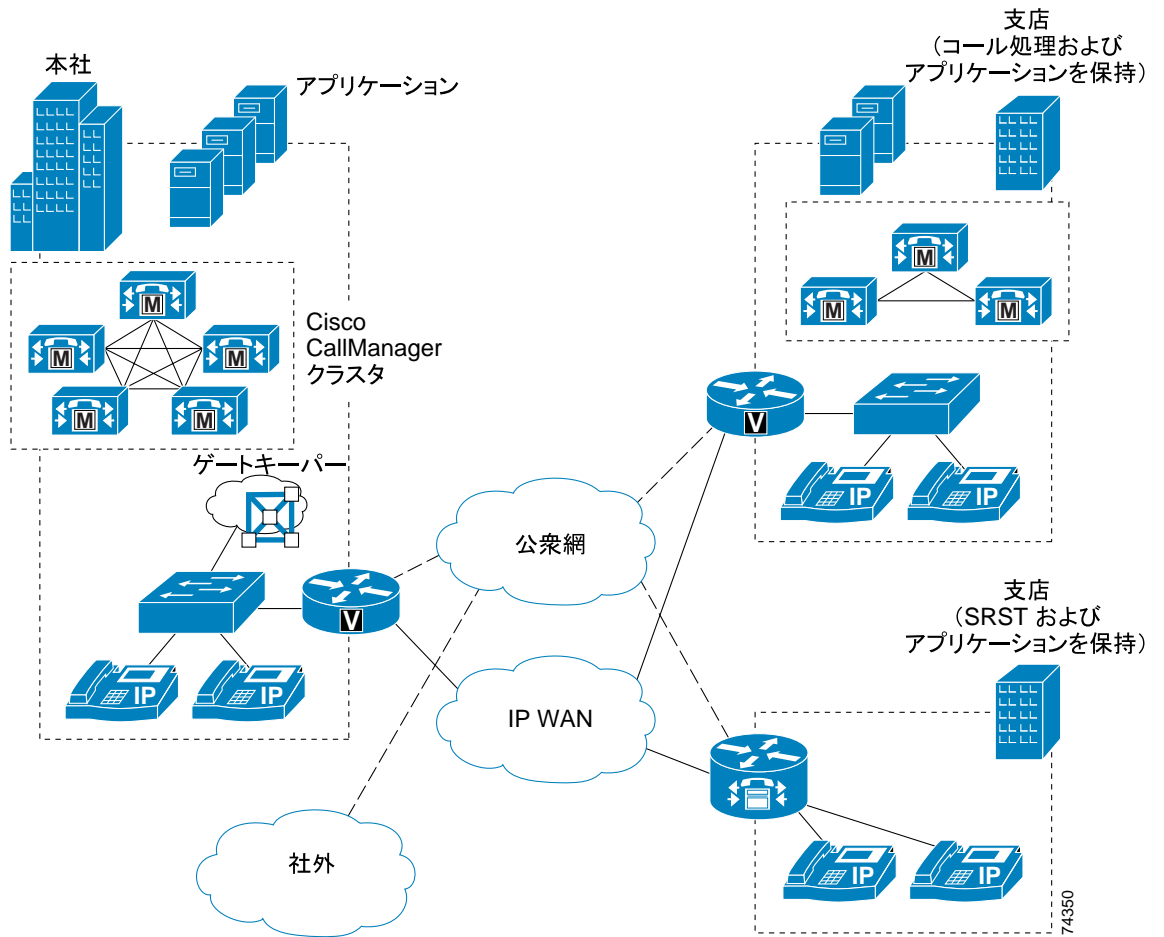 本社
アプリケーション
支店
(コール処理および
アプリケーションを保持)
M
M
M
M
M
Cisco
CallManager
クラスタ
M
M
M
V
IP
IP
ゲートキーパー
公衆網
V
IP
IP
IP WAN
支店
(SRST および
アプリケーションを保持)
社外
IP
IP
74350